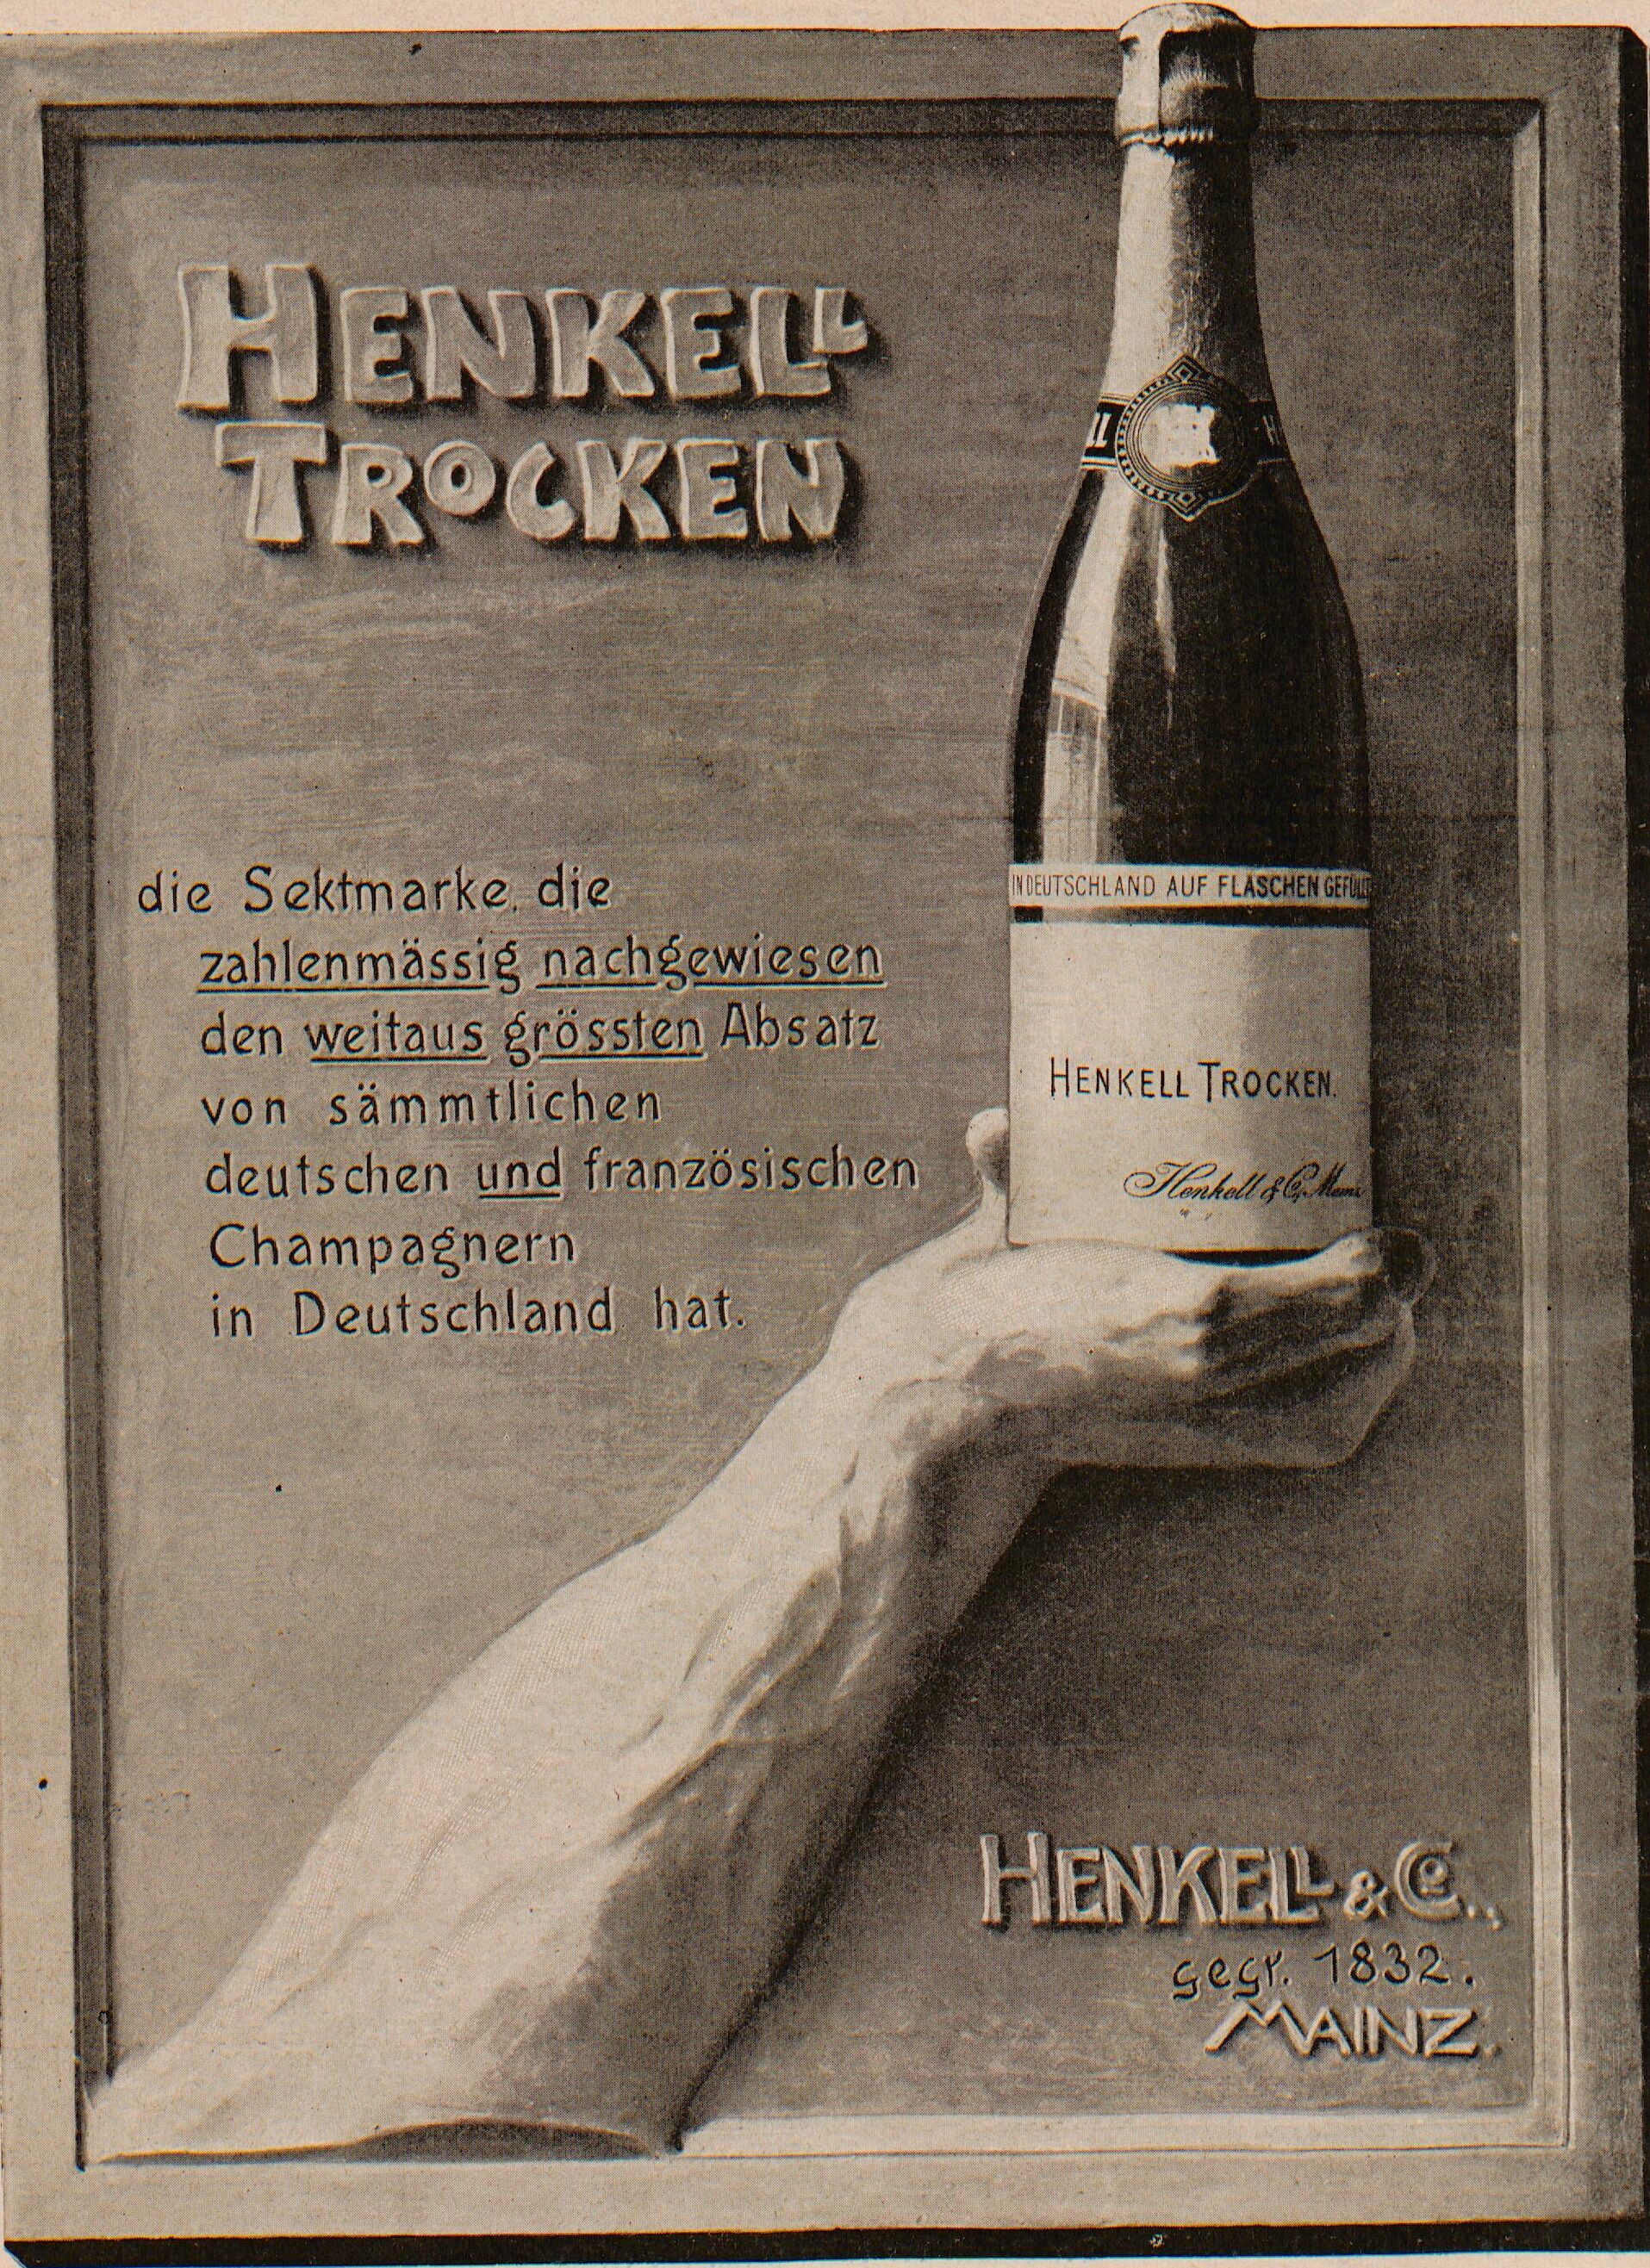 HENKELL
TROCKEN
die Sektmarke, die
zahlenmässig nachgewiesen
den weitaus grössten Absatz
von sämmtlichen
deutschen und französischen
Champagnern
in Deutschland hat.
LL
H
IN DEUTSCHLAND AUF FLASCHEN GEFÜLLT
HENKELL TROCKEN.
Henkell & Co, Mainz
HENKELL & Co.,
gegr. 1832.
MAINZ.